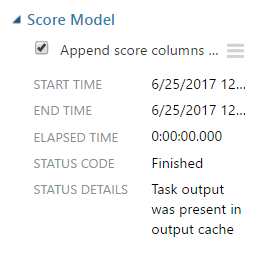 Score Model
Append score columns ...
START TIME 6/25/2017 12...
END TIME 6/25/2017 12...
ELAPSED TIME 0:00:00.000
STATUS CODE Finished
STATUS DETAILS Task output
was present in
output cache